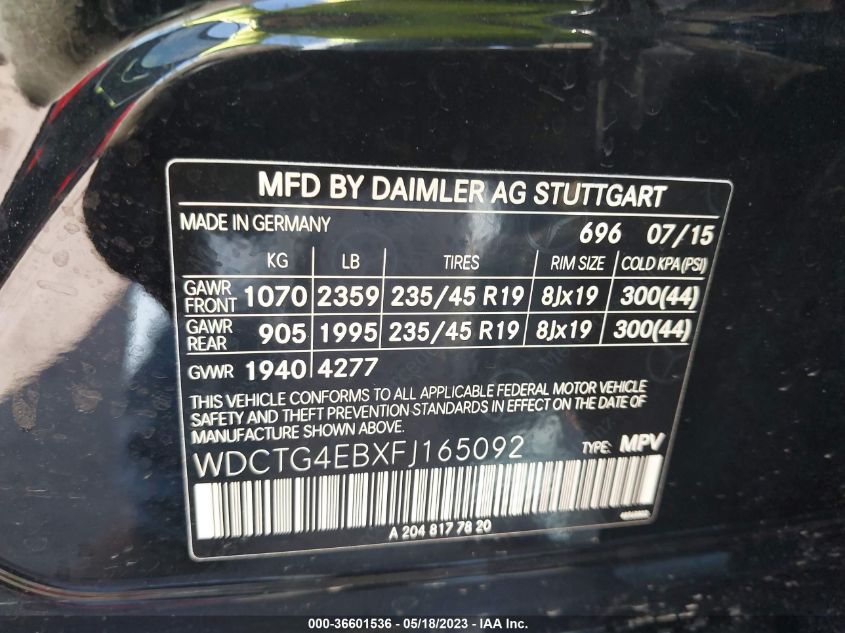 MFD BY DAIMLER AG STUTTGART
MADE IN GERMANY 696 07/15
KG LB TIRES RIM SIZE COLD KPA(PSI)
GAWR FRONT 1070 2359 235/45 R19 8Jx19 300(44)
GAWR REAR 905 1995 235/45 R19 8Jx19 300(44)
GVWR 1940 4277
THIS VEHICLE CONFORMS TO ALL APPLICABLE FEDERAL MOTOR VEHICLE
SAFETY AND THEFT PREVENTION STANDARDS IN EFFECT ON THE DATE OF
MANUFACTURE SHOWN ABOVE.
WDCTG4EBXFJ165092 TYPE: MPV
A 204 817 78 20
000-36601536 - 05/18/2023 - IAA Inc.